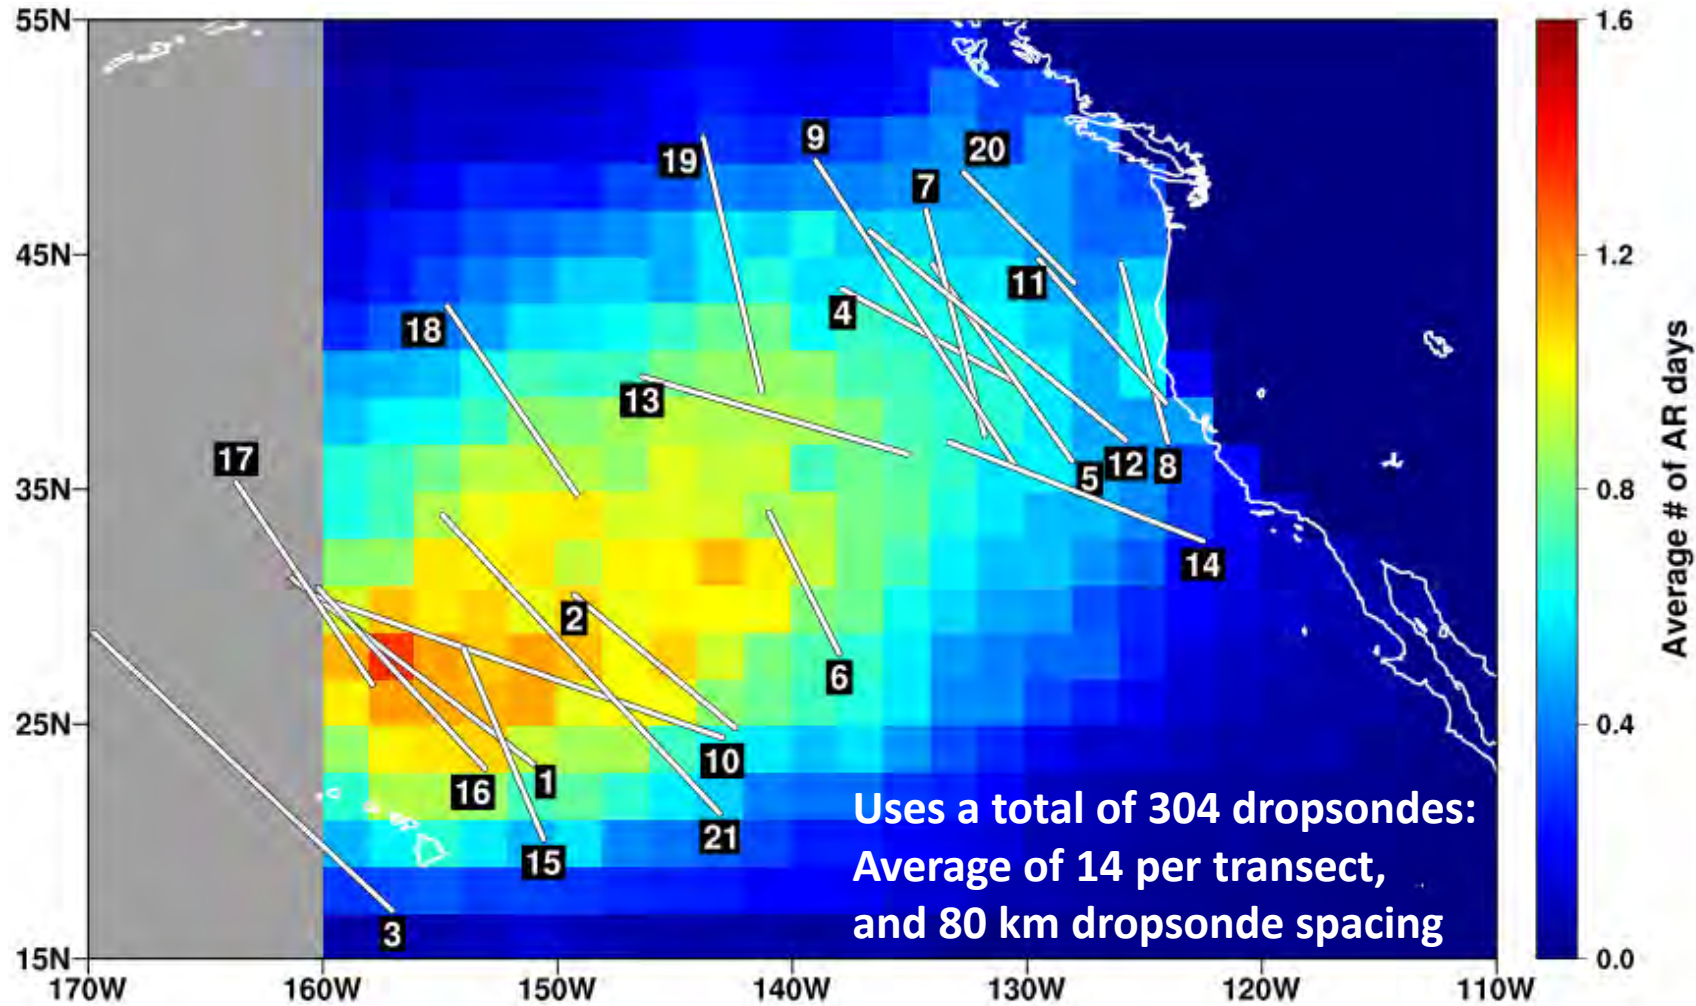 55N
45N
35N
25N
15N
170W 160W 150W 140W 130W 120W 110W
9
20
19
7
11
4
18
13
17
5 12 8
14
2
6
10
1
16
21
15
3
Uses a total of 304 dropsondes:
Average of 14 per transect,
and 80 km dropsonde spacing
1.6
1.2
0.8
0.4
0.0
Average # of AR days